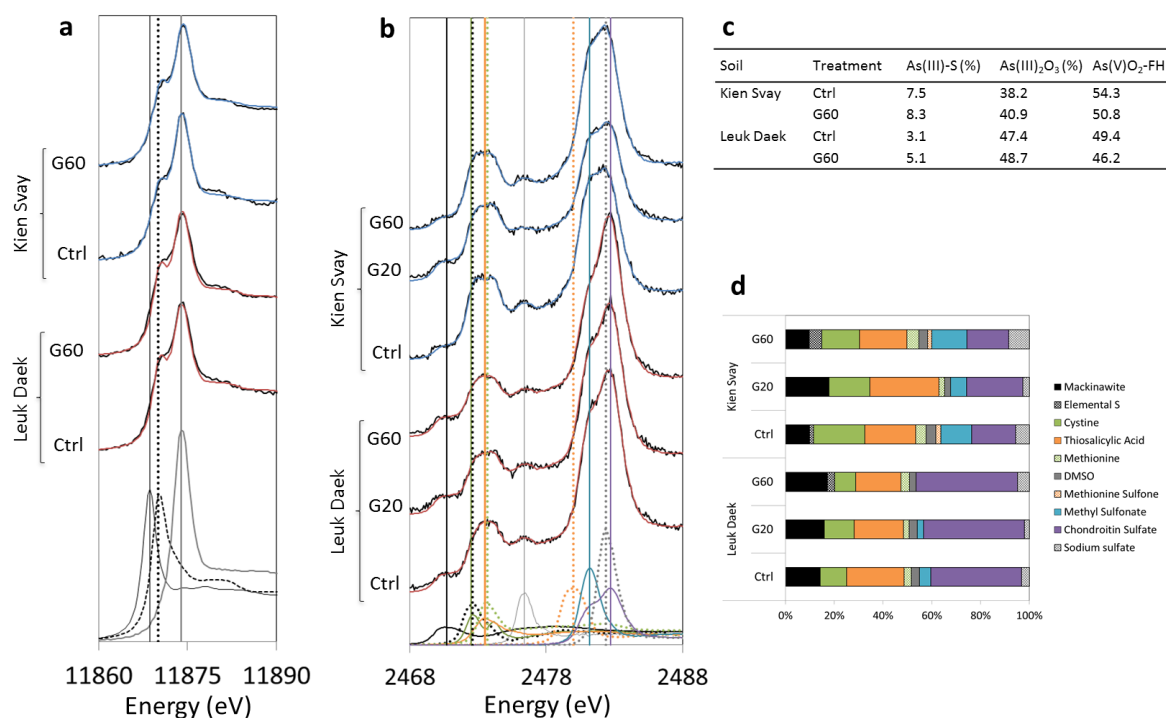 a
G60
Ctrl
Kien Svay
G60
Ctrl
Leuk Daek
11860 11875 11890
Energy (eV)
b
G60
G20
Ctrl
Kien Svay
G60
G20
Ctrl
Leuk Daek
2468 2478 2488
Energy (eV)
c
Soil Treatment As(III)-S (%) As(III)2O3 (%) As(V)O2-FH
Kien Svay Ctrl 7.5 38.2 54.3
G60 8.3 40.9 50.8
Leuk Daek Ctrl 3.1 47.4 49.4
G60 5.1 48.7 46.2
d
Kien Svay
G60
G20
Ctrl
Leuk Daek
G60
G20
Ctrl
0% 20% 40% 60% 80% 100%
Mackinawite
Elemental S
Cystine
Thiosalicylic Acid
Methionine
DMSO
Methionine Sulfone
Methyl Sulfonate
Chondroitin Sulfate
Sodium sulfate